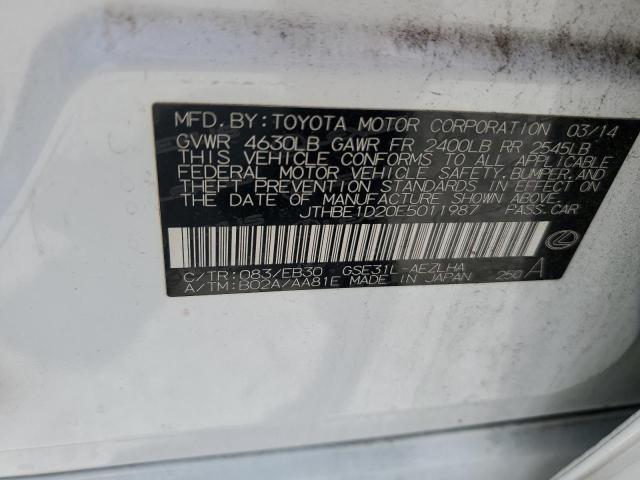 MFD. BY: TOYOTA MOTOR CORPORATION 03/14
GVWR 4630LB GAWR FR 2400LB RR 2545LB
THIS VEHICLE CONFORMS TO ALL APPLICABLE
FEDERAL MOTOR VEHICLE SAFETY, BUMPER, AND
THEFT PREVENTION STANDARDS IN EFFECT ON
THE DATE OF MANUFACTURE SHOWN ABOVE.
JTHBE1D20E5011987 PASS. CAR
C/TR: 083/EB30 GSE31L-AEZLHA
A/TM: B02A/AA81E MADE IN JAPAN 250 A